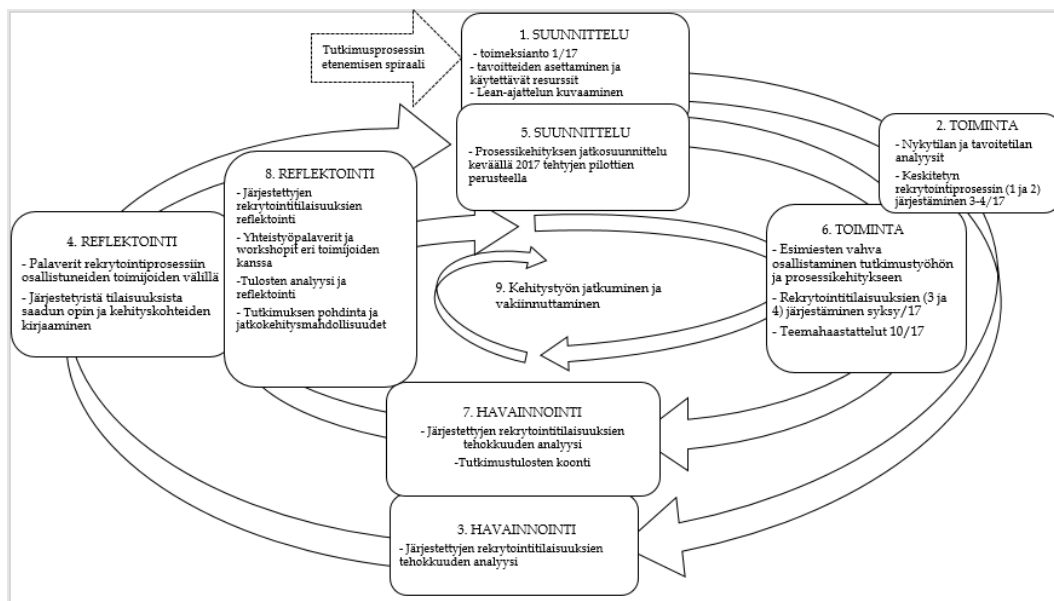 Tutkimusprosessin
etenemisen spiraali
1. SUUNNITTELU
- toimeksianto 1/17
- tavoitteiden asettaminen ja
käytettävät resurssit
- Lean-ajattelun kuvaaminen
2. TOIMINTA
- Nykytilan ja tavoitetilan
analyysit
- Keskitetyn
rekrytointiprosessin (1 ja 2)
järjestäminen 3-4/17
3. HAVAINNOINTI
- Järjestettyjen rekrytointitilaisuuksien
tehokkuuden analyysi
4. REFLEKTOINTI
- Palaverit rekrytointiprosessiin
osallistuneiden toimijoiden välillä
- Järjestetyistä tilaisuuksista
saadun opin ja kehityskohteiden
kirjaaminen
5. SUUNNITTELU
- Prosessikehityksen jatkosuunnittelu
keväällä 2017 tehtyjen pilottien
perusteella
6. TOIMINTA
- Esimiesten vahva
osallistaminen tutkimustyöhön
ja prosessikehitykseen
- Rekrytointitilaisuuksien (3 ja
4) järjestäminen syksy/17
- Teemahaastattelut 10/17
7. HAVAINNOINTI
- Järjestettyjen rekrytointitilaisuuksien
tehokkuuden analyysi
-Tutkimustulosten koonti
8. REFLEKTOINTI
- Järjestettyjen
rekrytointitilaisuuksien
reflektointi
- Yhteistyöpalaverit ja
workshopit eri toimijoiden
kanssa
-Tulosten analyysi ja
reflektointi
- Tutkimuksen pohdinta ja
jatkokehitysmahdollisuudet
9. Kehitystyön jatkuminen ja
vakiinnuttaminen